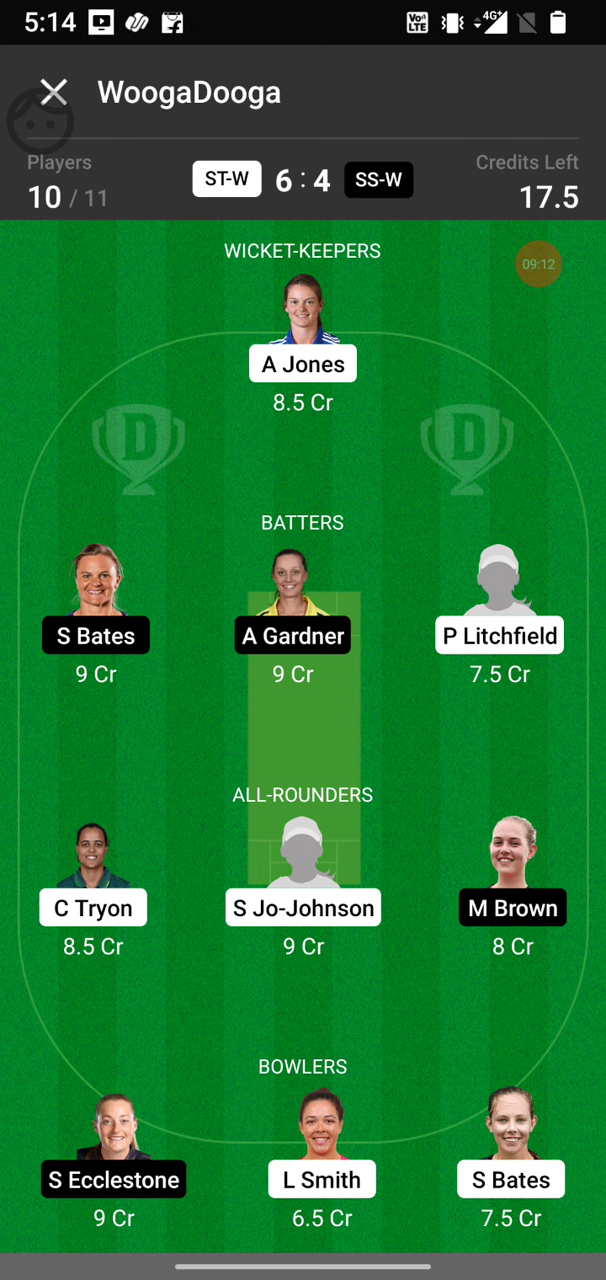 5:14
Vo))
LTE
4G+
WoogaDooga
Players
Credits Left
10 / 11
ST-W 6 : 4 SS-W
17.5
WICKET-KEEPERS
09:12
A Jones
8.5 Cr
D D
BATTERS
S Bates A Gardner P Litchfield
9 Cr 9 Cr 7.5 Cr
ALL-ROUNDERS
C Tryon S Jo-Johnson M Brown
8.5 Cr 9 Cr 8 Cr
BOWLERS
S Ecclestone L Smith S Bates
9 Cr 6.5 Cr 7.5 Cr